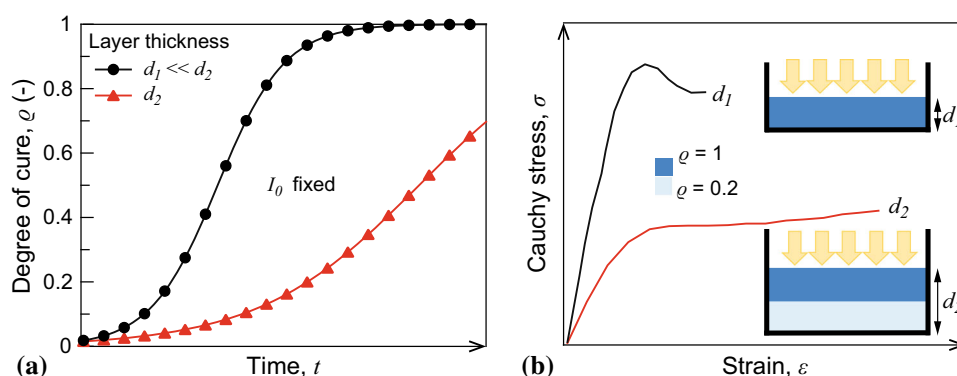 1
0.8
0.6
0.4
0.2
0
Degree of cure, ϱ (-)
Layer thickness
d₁ << d₂
d₂
I₀ fixed
Time, t
(a)
Cauchy stress, σ
d₁
ϱ = 1
ϱ = 0.2
d₂
Strain, ε
(b)